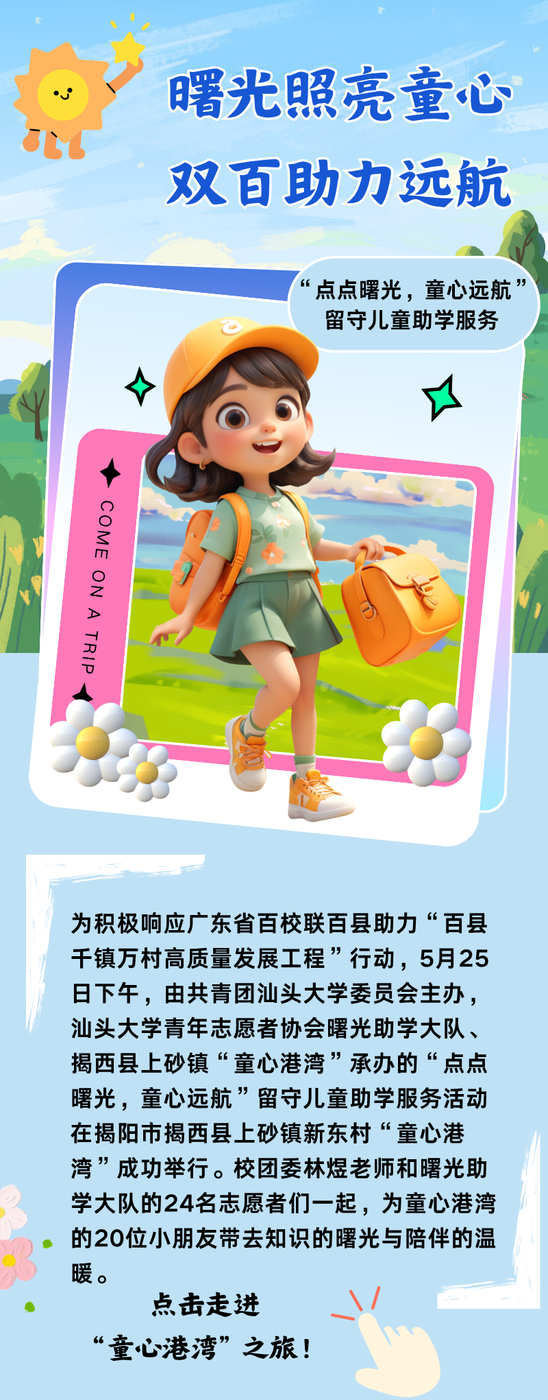 曙光照亮童心
双百助力远航
“点点曙光，童心远航”
留守儿童助学服务
a
COME ON A TRIP
为积极响应广东省百校联百县助力“百县
千镇万村高质量发展工程”行动，5月25
日下午，由共青团汕头大学委员会主办，
汕头大学青年志愿者协会曙光助学大队、
揭西县上砂镇“童心港湾”承办的“点点
曙光，童心远航”留守儿童助学服务活动
在揭阳市揭西县上砂镇新东村“童心港
湾”成功举行。校团委林煜老师和曙光助
学大队的24名志愿者们一起，为童心港湾
的20位小朋友带去知识的曙光与陪伴的温
暖。
点击走进
“童心港湾”之旅！